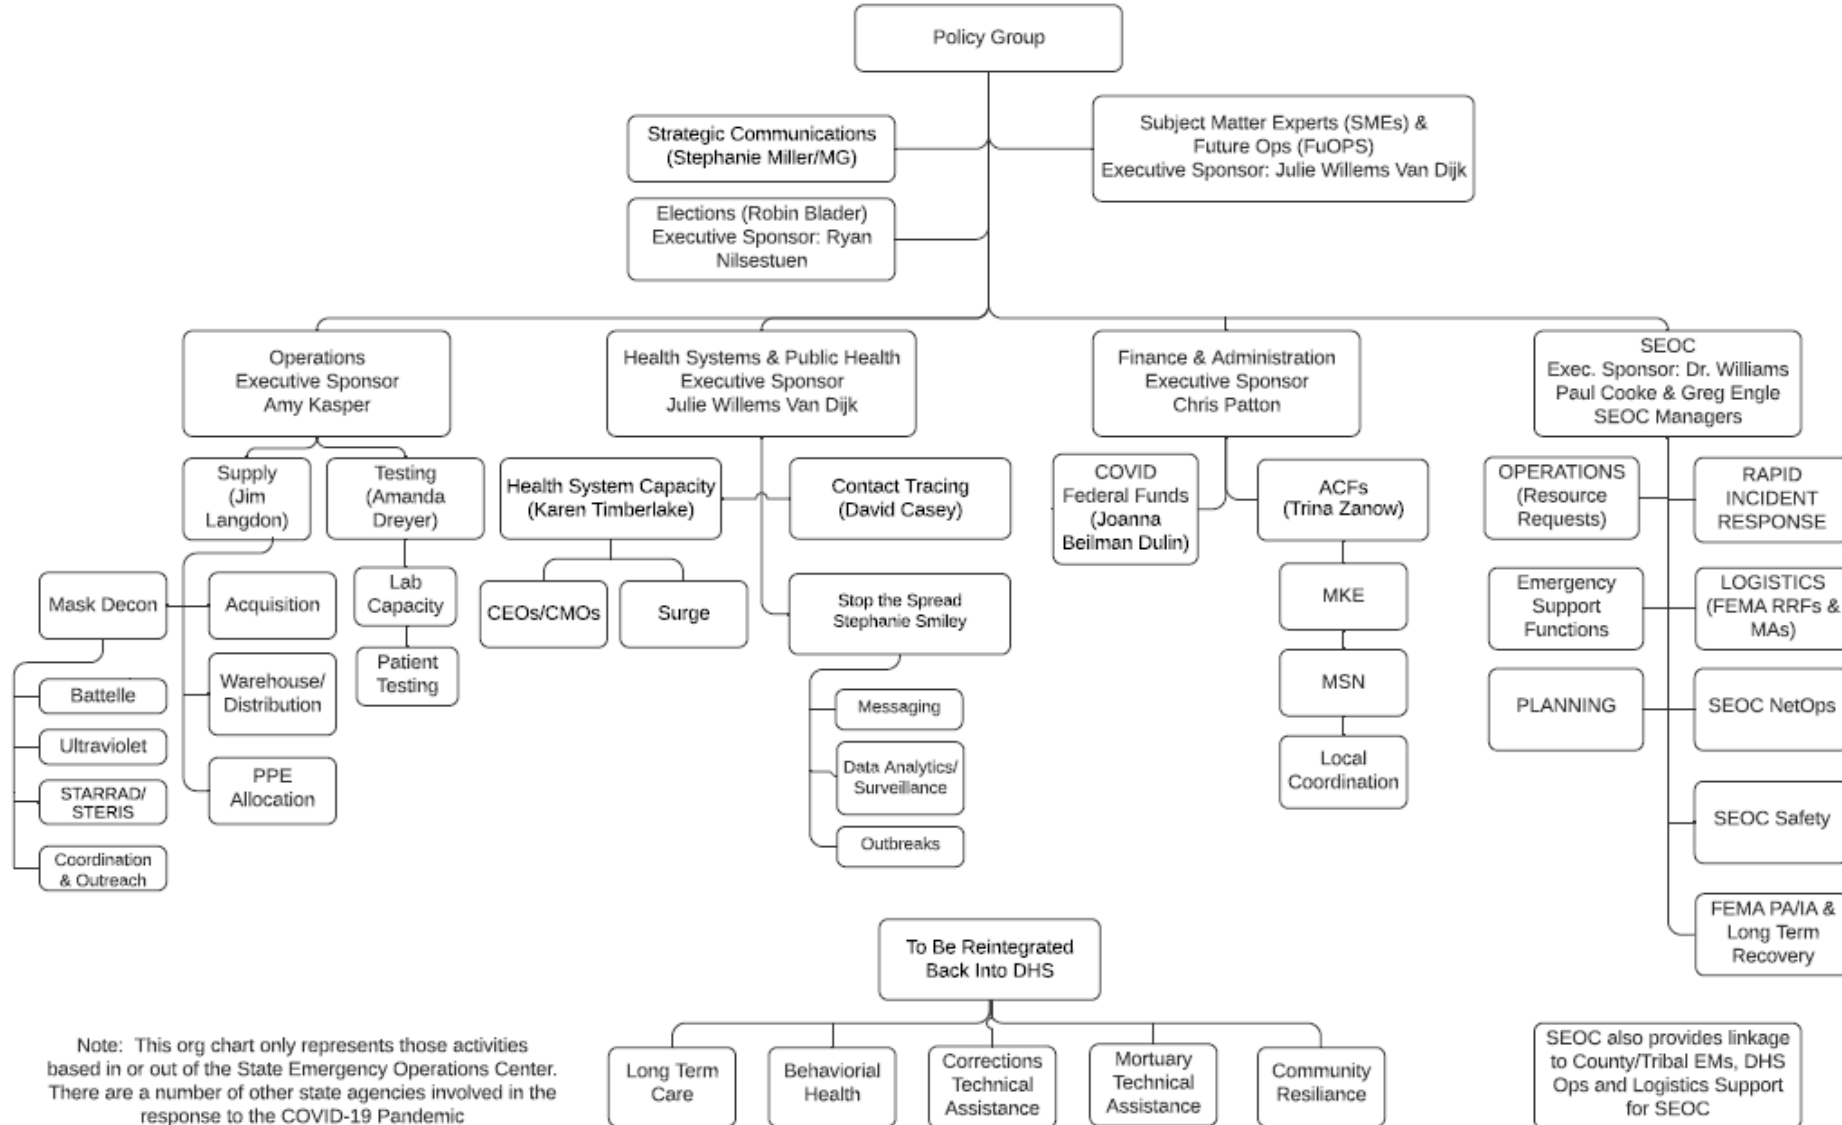 Policy Group
Strategic Communications
(Stephanie Miller/MG)
Subject Matter Experts (SMEs) &
Future Ops (FuOPS)
Executive Sponsor: Julie Willems Van Dijk
Elections (Robin Blader)
Executive Sponsor: Ryan
Nilsestuen
Operations
Executive Sponsor
Amy Kasper
Health Systems & Public Health
Executive Sponsor
Julie Willems Van Dijk
Finance & Administration
Executive Sponsor
Chris Patton
SEOC
Exec. Sponsor: Dr. Williams
Paul Cooke & Greg Engle
SEOC Managers
Supply
(Jim
Langdon)
Testing
(Amanda
Dreyer)
Health System Capacity
(Karen Timberlake)
Contact Tracing
(David Casey)
COVID
Federal Funds
(Joanna
Beilman Dulin)
ACFs
(Trina Zanow)
OPERATIONS
(Resource
Requests)
RAPID
INCIDENT
RESPONSE
Mask Decon
Acquisition
Lab
Capacity
CEOs/CMOs
Surge
Stop the Spread
Stephanie Smiley
MKE
Emergency
Support
Functions
LOGISTICS
(FEMA RRFs &
MAs)
Battelle
Warehouse/
Distribution
Patient
Testing
Messaging
MSN
PLANNING
SEOC NetOps
Ultraviolet
STARRAD/
STERIS
PPE
Allocation
Data Analytics/
Surveillance
Local
Coordination
SEOC Safety
Coordination
& Outreach
Outbreaks
FEMA PA/IA &
Long Term
Recovery
To Be Reintegrated
Back Into DHS
Note: This org chart only represents those activities
based in or out of the State Emergency Operations Center.
There are a number of other state agencies involved in the
response to the COVID-19 Pandemic
Long Term
Care
Behaviorial
Health
Corrections
Technical
Assistance
Mortuary
Technical
Assistance
Community
Resiliance
SEOC also provides linkage
to County/Tribal EMs, DHS
Ops and Logistics Support
for SEOC